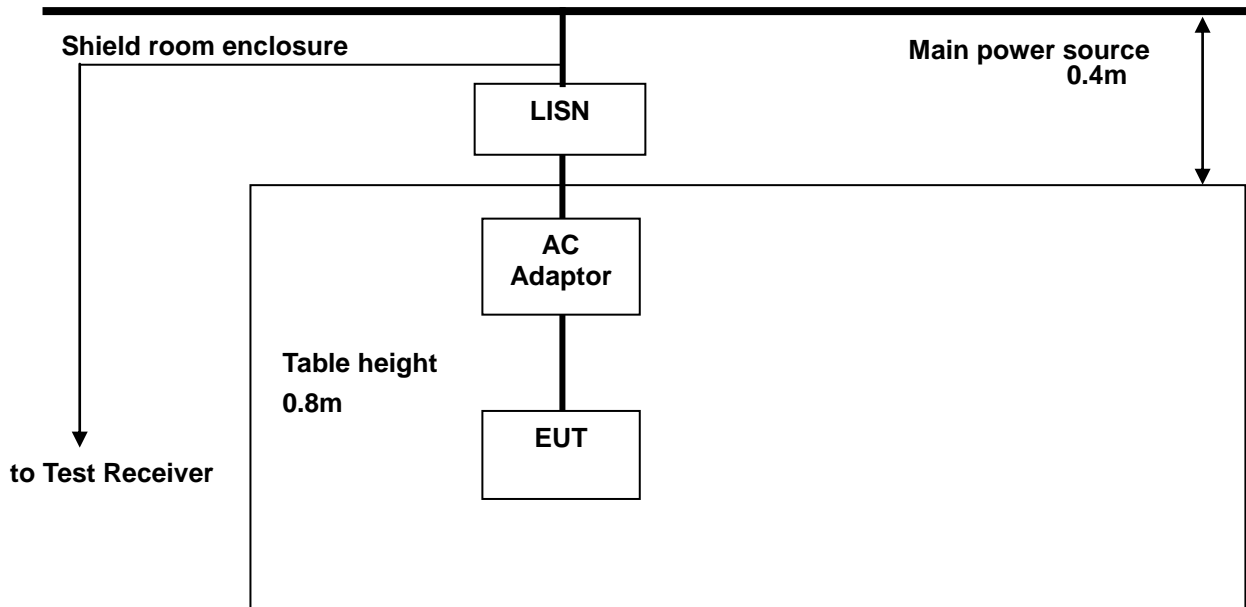 Shield room enclosure
Main power source
0.4m
LISN
AC
Adaptor
Table height
0.8m
EUT
to Test Receiver